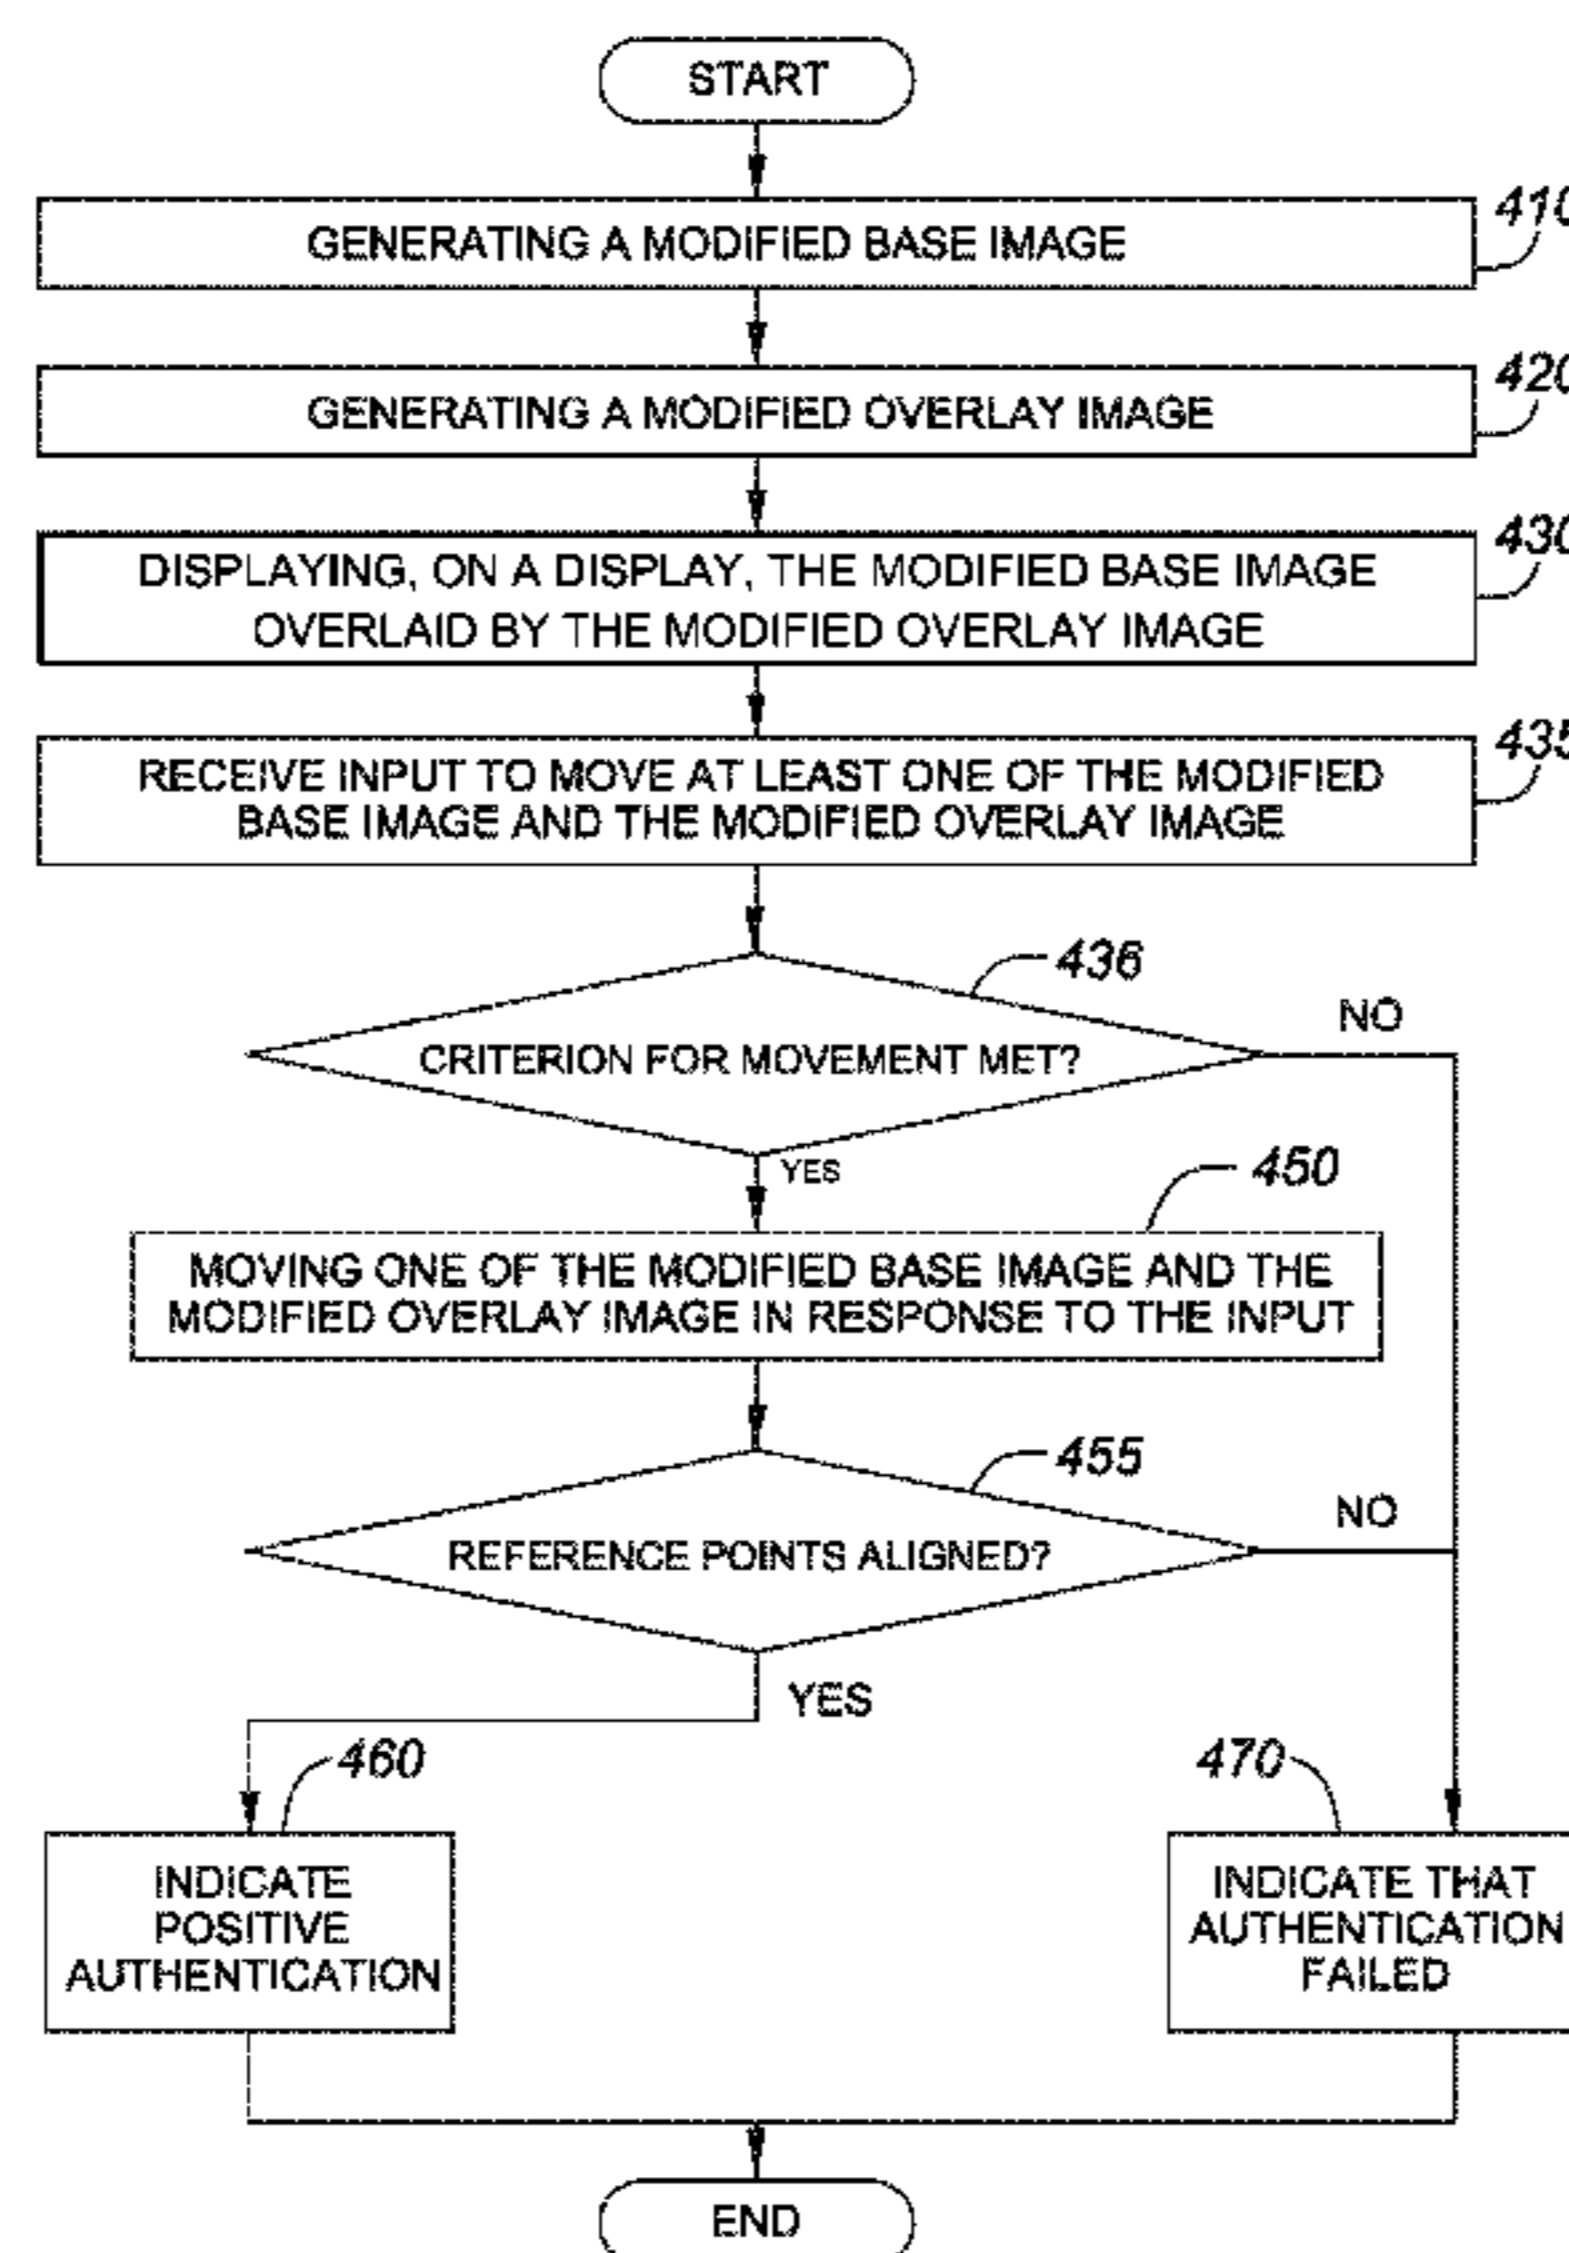 START
GENERATING A MODIFIED BASE IMAGE
410
GENERATING A MODIFIED OVERLAY IMAGE
420
DISPLAYING, ON A DISPLAY, THE MODIFIED BASE IMAGE
OVERLAID BY THE MODIFIED OVERLAY IMAGE
430
RECEIVE INPUT TO MOVE AT LEAST ONE OF THE MODIFIED
BASE IMAGE AND THE MODIFIED OVERLAY IMAGE
435
436
CRITERION FOR MOVEMENT MET?
NO
YES
450
MOVING ONE OF THE MODIFIED BASE IMAGE AND THE
MODIFIED OVERLAY IMAGE IN RESPONSE TO THE INPUT
455
REFERENCE POINTS ALIGNED?
NO
YES
460
INDICATE
POSITIVE
AUTHENTICATION
470
INDICATE THAT
AUTHENTICATION
FAILED
END